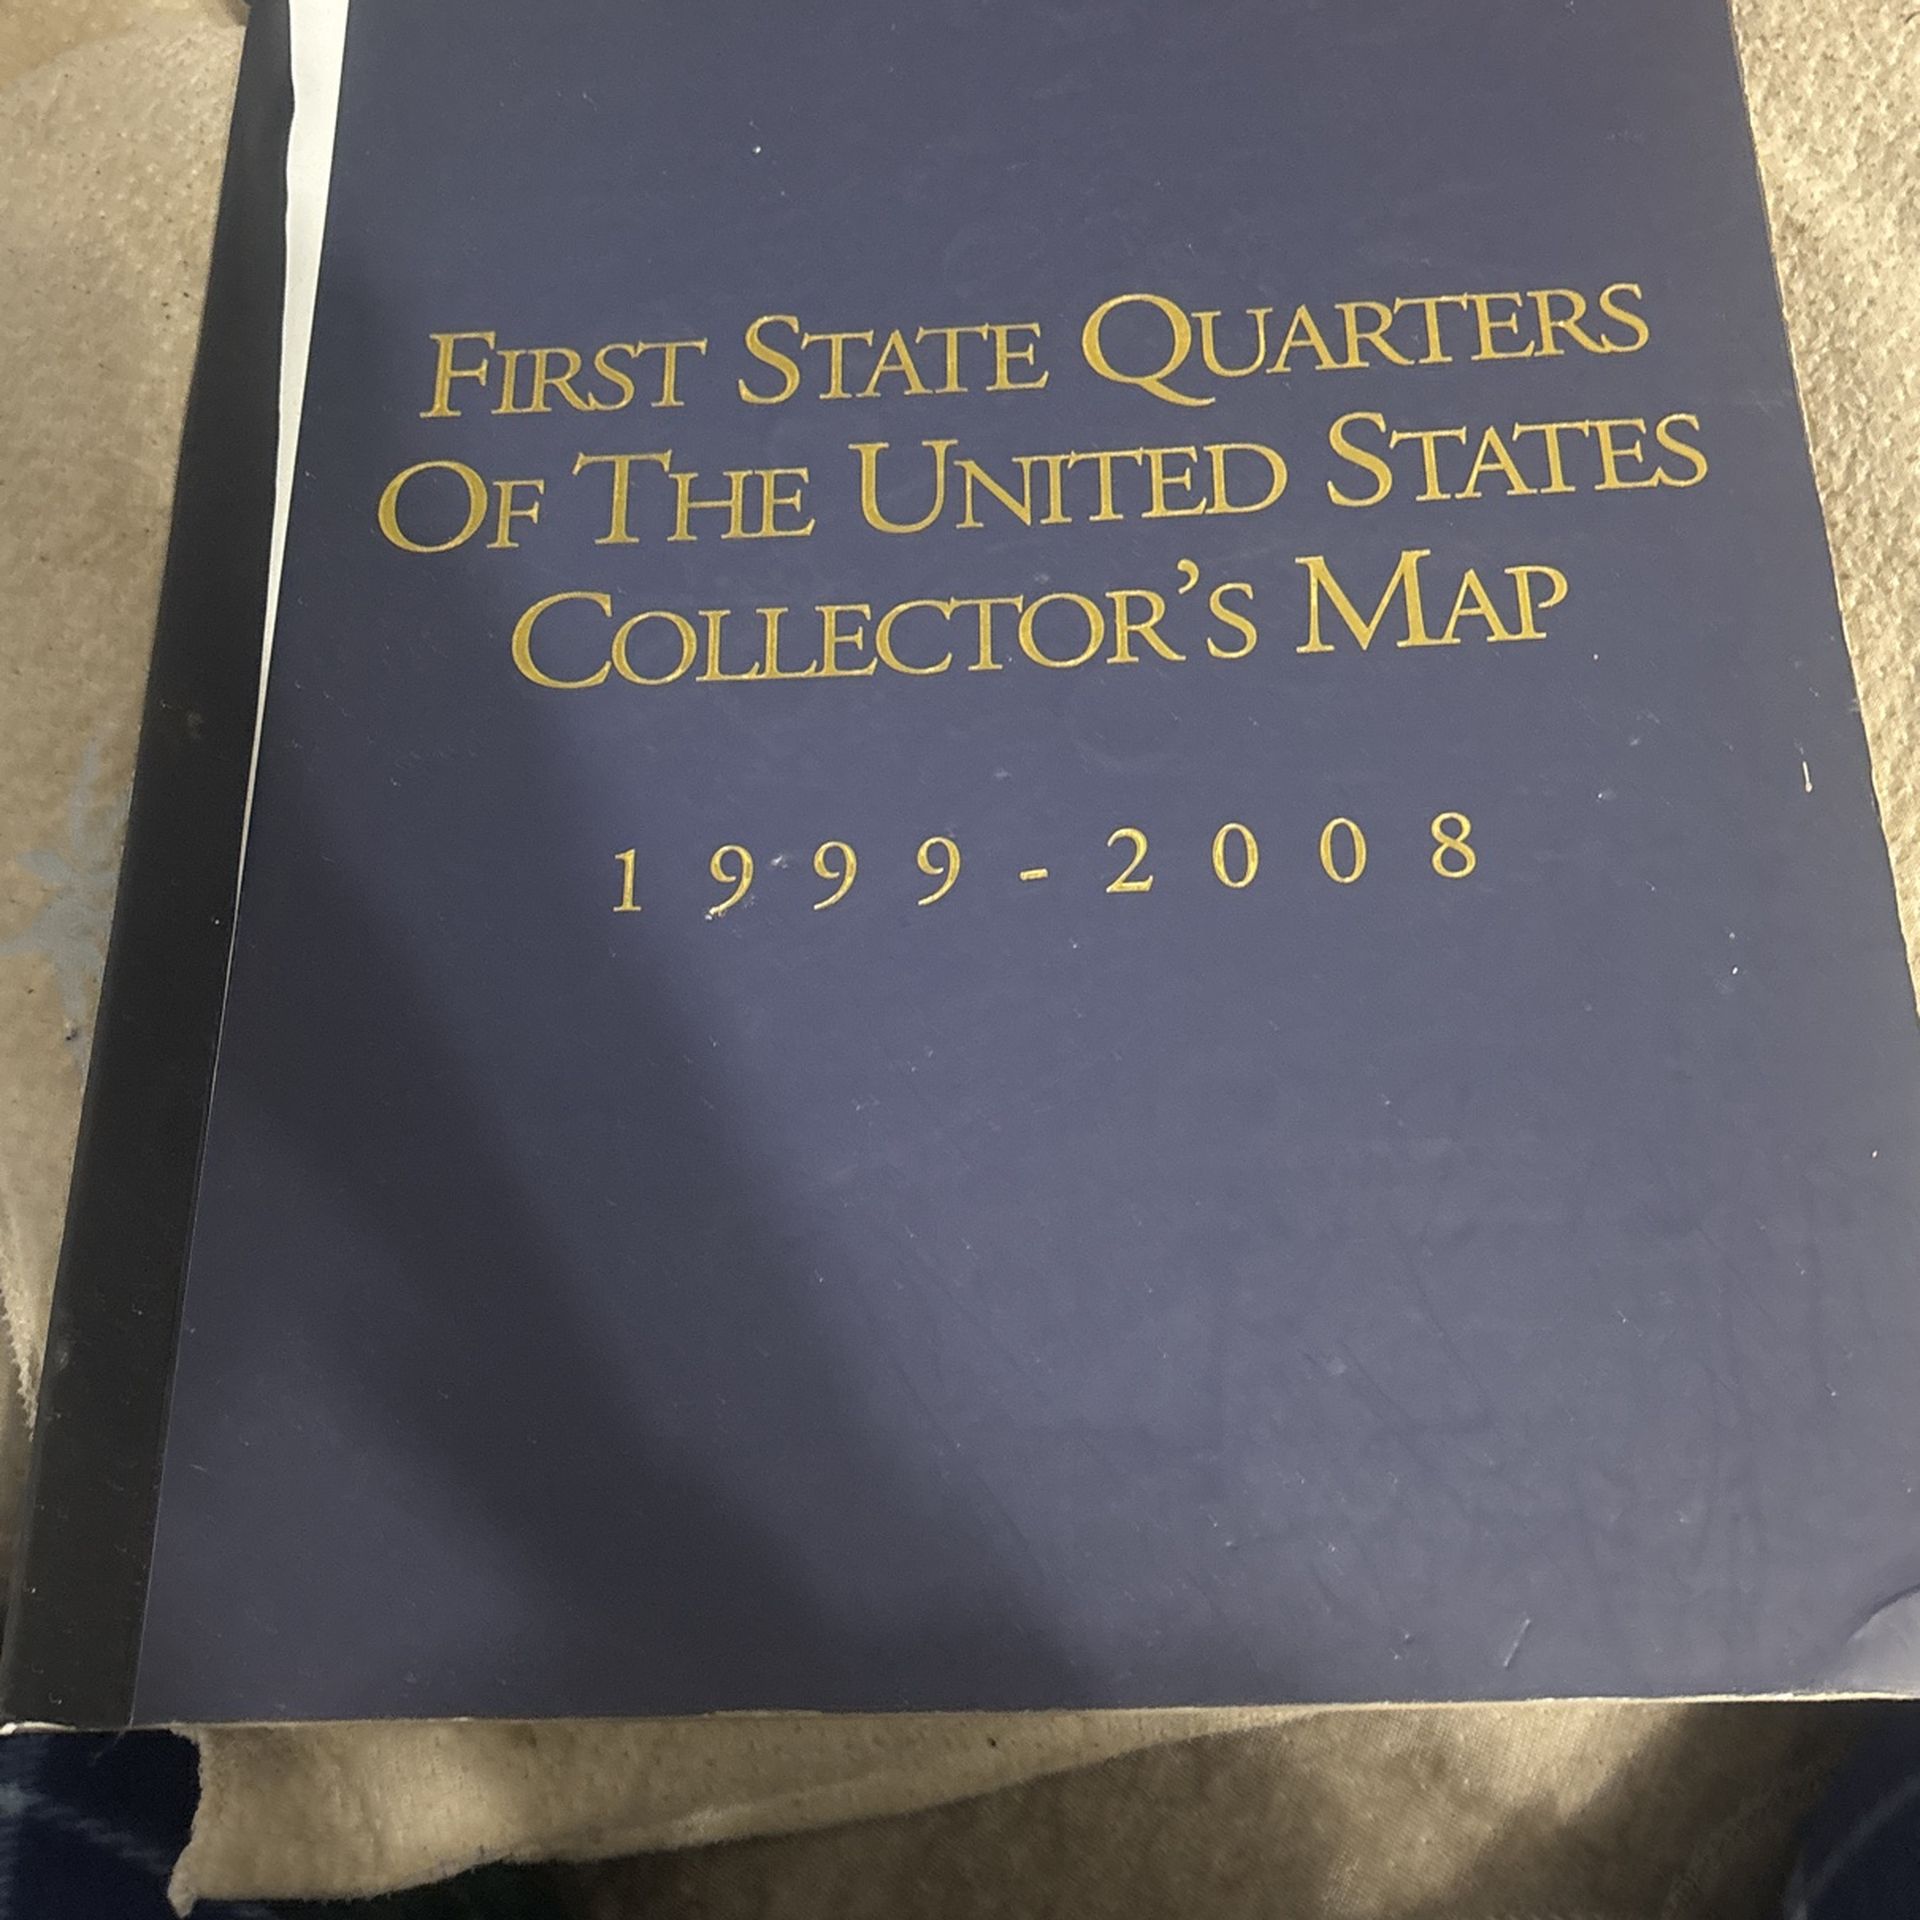 First State Quarters
Of The United States
Collector's Map
1999-2008